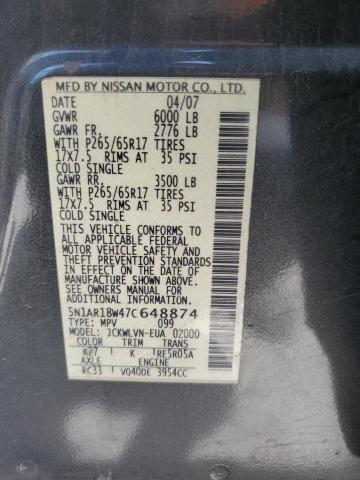 MFD BY NISSAN MOTOR CO., LTD.
DATE 04/07
GVWR 6000 LB
GAWR FR. 2776 LB
WITH P265/65R17 TIRES
17X7.5 RIMS AT 35 PSI
COLD SINGLE
GAWR RR. 3500 LB
WITH P265/65R17 TIRES
17X7.5 RIMS AT 35 PSI
COLD SINGLE
THIS VEHICLE CONFORMS TO
ALL APPLICABLE FEDERAL
MOTOR VEHICLE SAFETY AND
THEFT PREVENTION STANDARDS
IN EFFECT ON THE DATE OF
MANUFACTURE SHOWN ABOVE.
SEE OWNERS MANUAL FOR
ADDITIONAL INFORMATION.
5N1AR18W47C648874
TYPE: MPV 099
MODEL: JCKWLVN-EUA 02000
COLOR TRIM TRANS
K27 K RE5R05A
AXLE ENGINE
RC33 VQ40DE 3954CC